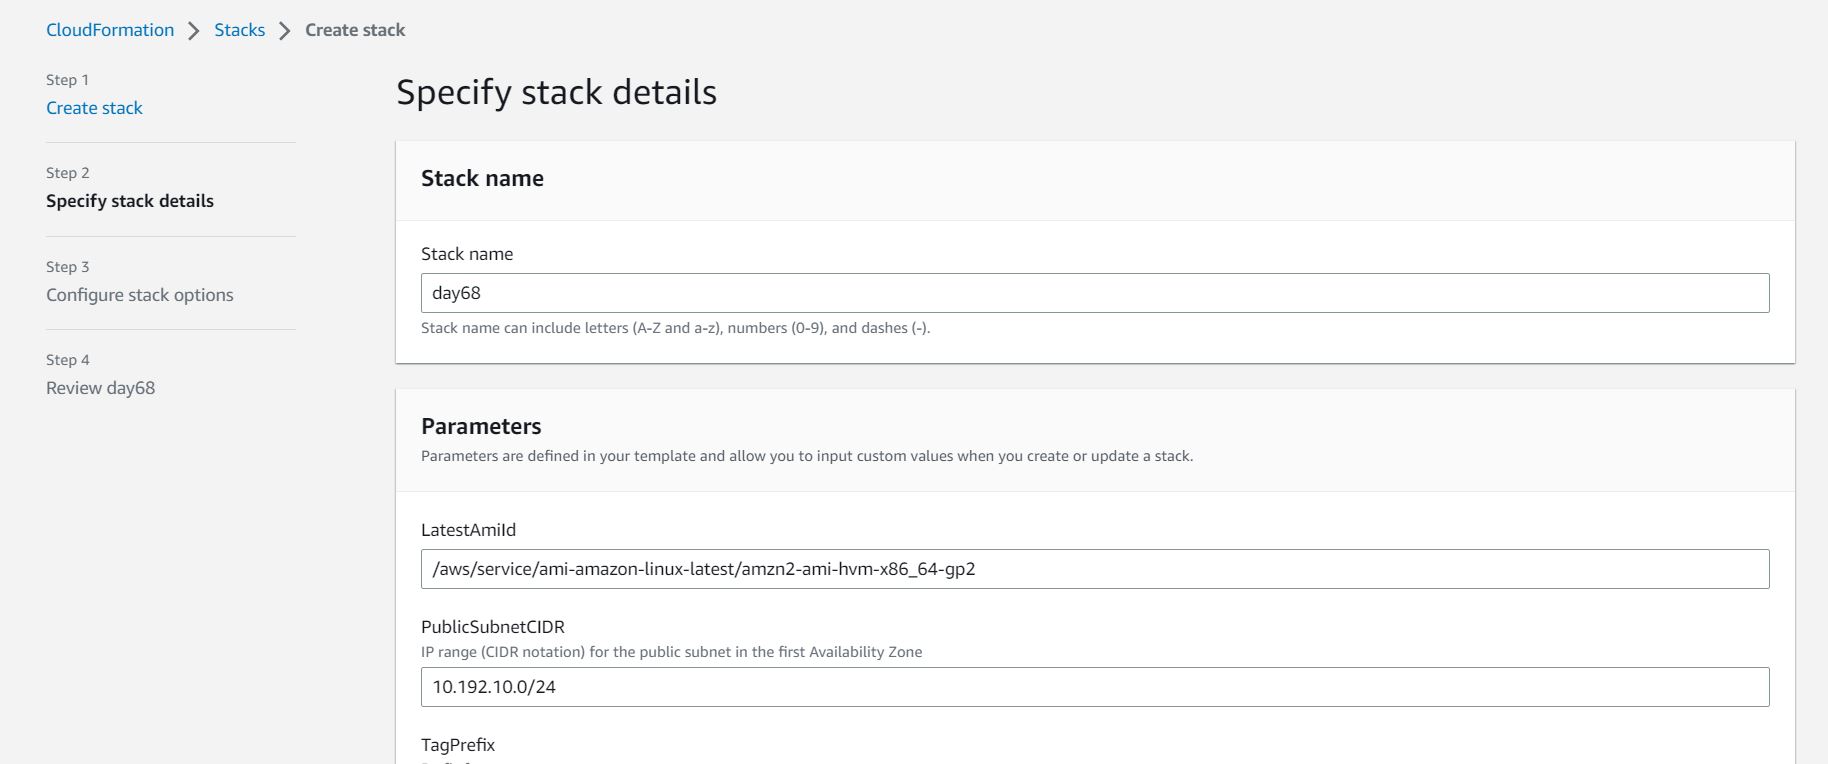 CloudFormation > Stacks > Create stack
Step 1
Create stack
Step 2
Specify stack details
Step 3
Configure stack options
Step 4
Review day68
Specify stack details
Stack name
Stack name
day68
Stack name can include letters (A-Z and a-z), numbers (0-9), and dashes (-).
Parameters
Parameters are defined in your template and allow you to input custom values when you create or update a stack.
LatestAmiId
/aws/service/ami-amazon-linux-latest/amzn2-ami-hvm-x86_64-gp2
PublicSubnetCIDR
IP range (CIDR notation) for the public subnet in the first Availability Zone
10.192.10.0/24
TagPrefix